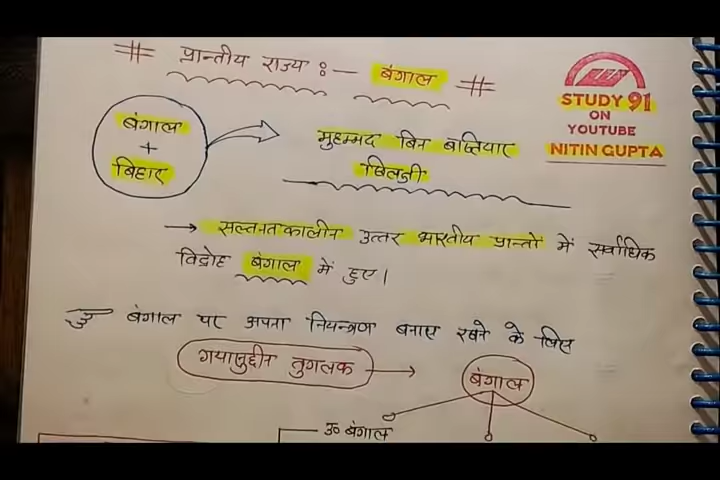 प्रान्तीय राज्य :— बंगाल
STUDY 91
ON
YOUTUBE
NITIN GUPTA
बंगाल
+
बिहार
मुहम्मद बिन बख्तियार
खिलजी
→ सल्तनतकालीन उत्तर भारतीय प्रान्तों में सर्वाधिक
विद्रोह बंगाल में हुए।
बंगाल पर अपना नियन्त्रण बनाए रखने के लिए
गयासुद्दीन तुगलक → बंगाल
उ० बंगाल